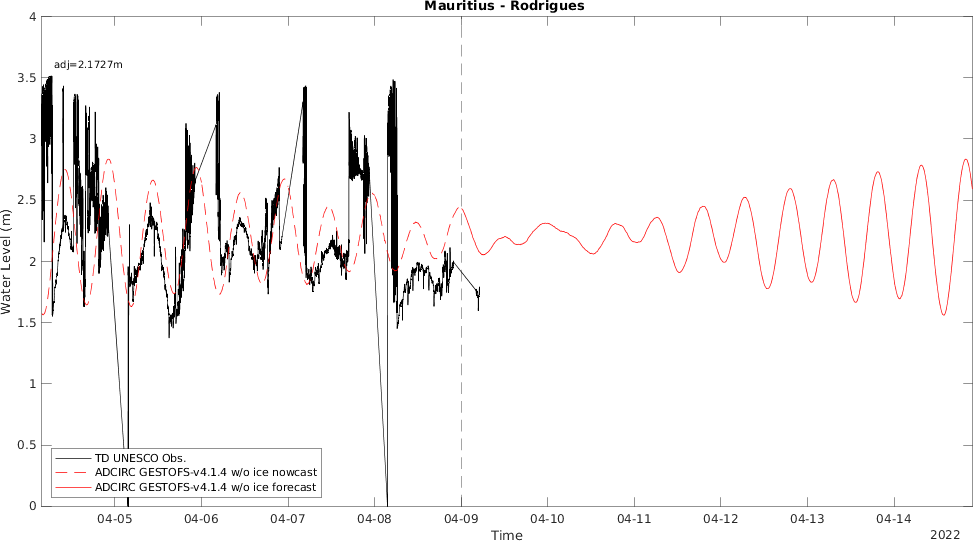 Mauritius - Rodrigues
4
adj=2.1727m
3.5
3
2.5
2
1.5
1
0.5
0
Water Level (m)
TD UNESCO Obs.
ADCIRC GESTOFS-v4.1.4 w/o ice nowcast
ADCIRC GESTOFS-v4.1.4 w/o ice forecast
04-05 04-06 04-07 04-08 04-09 04-10 04-11 04-12 04-13 04-14
Time
2022